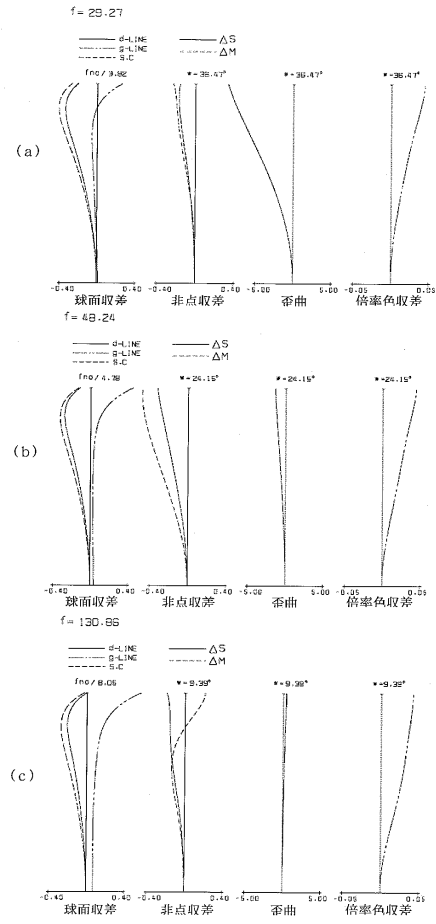 f = 29.27
d-LINE
g-LINE
S.C
ΔS
ΔM
fno/3.82
*=36.47°
*=36.47°
*=36.47°
(a)
-0.40 0.40
-0.40 0.40
-5.00 5.00
-0.05 0.05
球面収差
非点収差
歪曲
倍率色収差
f = 48.24
d-LINE
g-LINE
S.C
ΔS
ΔM
fno/4.78
*=24.15°
*=24.15°
*=24.15°
(b)
-0.40 0.40
-0.40 0.40
-5.00 5.00
-0.05 0.05
球面収差
非点収差
歪曲
倍率色収差
f = 130.86
d-LINE
g-LINE
S.C
ΔS
ΔM
fno/8.05
*=9.39°
*=9.39°
*=9.39°
(c)
-0.40 0.40
-0.40 0.40
-5.00 5.00
-0.05 0.05
球面収差
非点収差
歪曲
倍率色収差